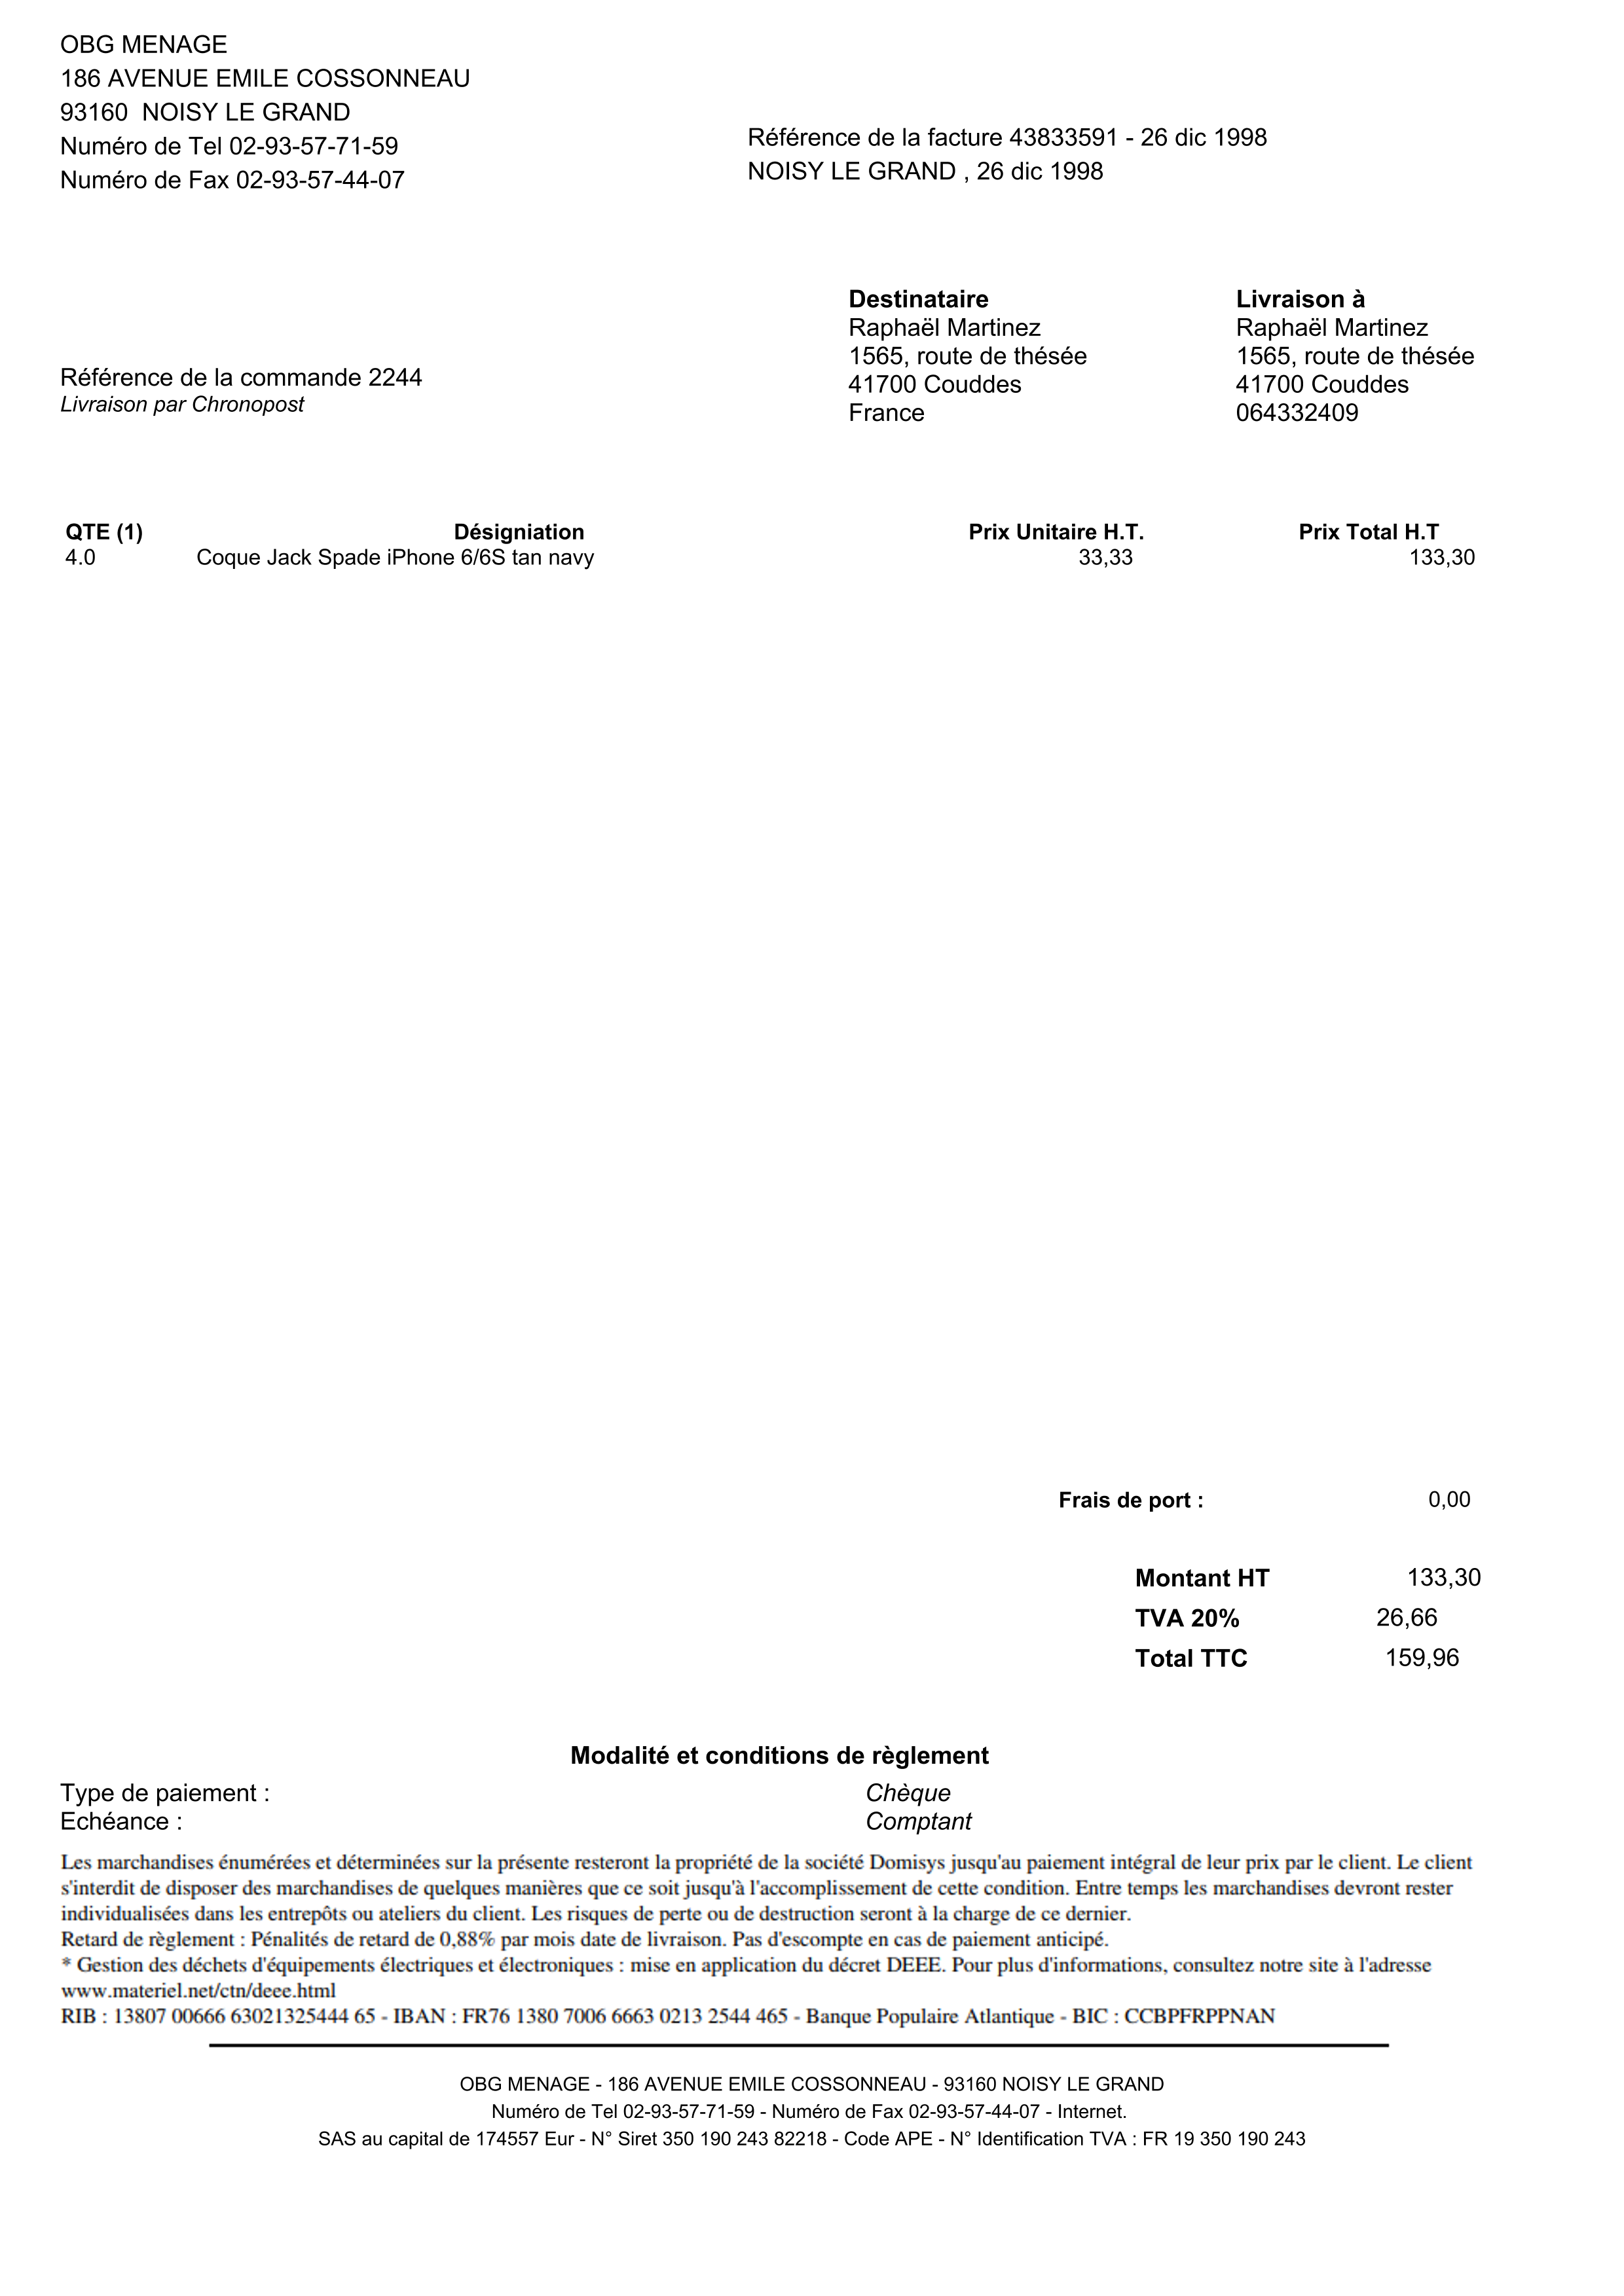 OBG MENAGE
186 AVENUE EMILE COSSONNEAU
93160 NOISY LE GRAND
Numéro de Tel 02-93-57-71-59
Numéro de Fax 02-93-57-44-07
Référence de la facture 43833591 - 26 dic 1998
NOISY LE GRAND , 26 dic 1998
Référence de la commande 2244
Livraison par Chronopost
Destinataire
Raphaël Martinez
1565, route de thésée
41700 Couddes
France
Livraison à
Raphaël Martinez
1565, route de thésée
41700 Couddes
064332409
QTE (1) Désigniation Prix Unitaire H.T. Prix Total H.T
4.0 Coque Jack Spade iPhone 6/6S tan navy 33,33 133,30
Frais de port : 0,00
Montant HT 133,30
TVA 20% 26,66
Total TTC 159,96
Modalité et conditions de règlement
Type de paiement : Chèque
Echéance : Comptant
Les marchandises énumérées et déterminées sur la présente resteront la propriété de la société Domisys jusqu'au paiement intégral de leur prix par le client. Le client
s'interdit de disposer des marchandises de quelques manières que ce soit jusqu'à l'accomplissement de cette condition. Entre temps les marchandises devront rester
individualisées dans les entrepôts ou ateliers du client. Les risques de perte ou de destruction seront à la charge de ce dernier.
Retard de règlement : Pénalités de retard de 0,88% par mois date de livraison. Pas d'escompte en cas de paiement anticipé.
* Gestion des déchets d'équipements électriques et électroniques : mise en application du décret DEEE. Pour plus d'informations, consultez notre site à l'adresse
www.materiel.net/ctn/deee.html
RIB : 13807 00666 63021325444 65 - IBAN : FR76 1380 7006 6663 0213 2544 465 - Banque Populaire Atlantique - BIC : CCBPFRPPNAN
OBG MENAGE - 186 AVENUE EMILE COSSONNEAU - 93160 NOISY LE GRAND
Numéro de Tel 02-93-57-71-59 - Numéro de Fax 02-93-57-44-07 - Internet.
SAS au capital de 174557 Eur - N° Siret 350 190 243 82218 - Code APE - N° Identification TVA : FR 19 350 190 243